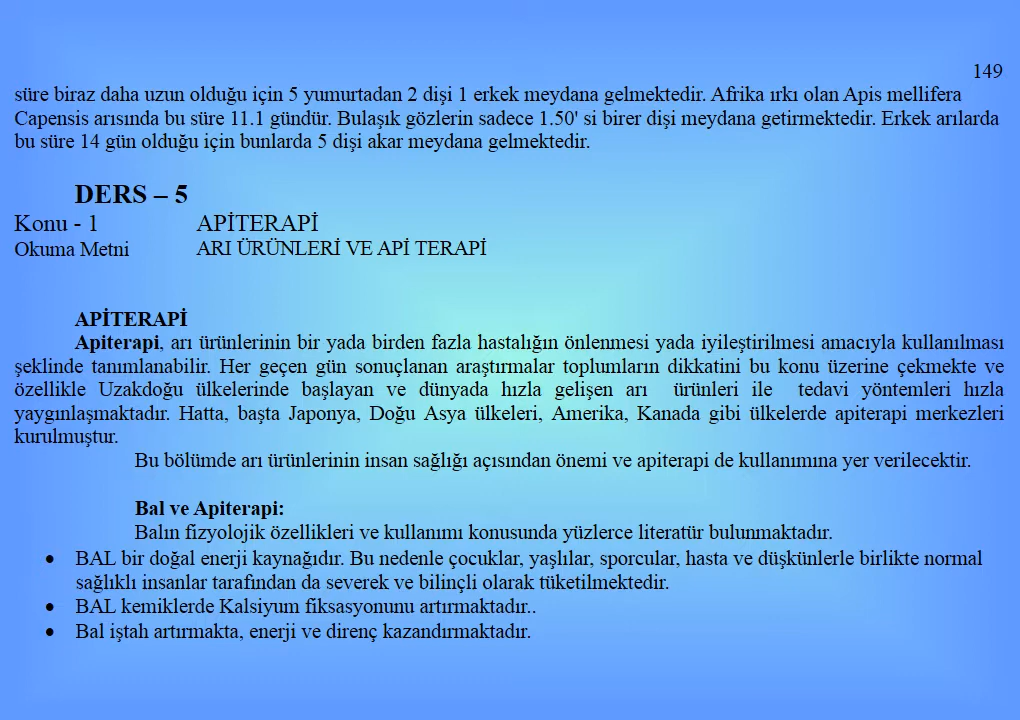 149
süre biraz daha uzun olduğu için 5 yumurtadan 2 dişi 1 erkek meydana gelmektedir. Afrika ırkı olan Apis mellifera
Capensis arısında bu süre 11.1 gündür. Bulaşık gözlerin sadece 1.50' si birer dişi meydana getirmektedir. Erkek arılarda
bu süre 14 gün olduğu için bunlarda 5 dişi akar meydana gelmektedir.
DERS – 5
Konu - 1 APİTERAPİ
Okuma Metni ARI ÜRÜNLERİ VE APİ TERAPİ
APİTERAPİ
Apiterapi, arı ürünlerinin bir yada birden fazla hastalığın önlenmesi yada iyileştirilmesi amacıyla kullanılması
şeklinde tanımlanabilir. Her geçen gün sonuçlanan araştırmalar toplumların dikkatini bu konu üzerine çekmekte ve
özellikle Uzakdoğu ülkelerinde başlayan ve dünyada hızla gelişen arı ürünleri ile tedavi yöntemleri hızla
yaygınlaşmaktadır. Hatta, başta Japonya, Doğu Asya ülkeleri, Amerika, Kanada gibi ülkelerde apiterapi merkezleri
kurulmuştur.
Bu bölümde arı ürünlerinin insan sağlığı açısından önemi ve apiterapi de kullanımına yer verilecektir.
Bal ve Apiterapi:
Balın fizyolojik özellikleri ve kullanımı konusunda yüzlerce literatür bulunmaktadır.
• BAL bir doğal enerji kaynağıdır. Bu nedenle çocuklar, yaşlılar, sporcular, hasta ve düşkünlerle birlikte normal
sağlıklı insanlar tarafından da severek ve bilinçli olarak tüketilmektedir.
• BAL kemiklerde Kalsiyum fiksasyonunu artırmaktadır..
• Bal iştah artırmakta, enerji ve direnç kazandırmaktadır.